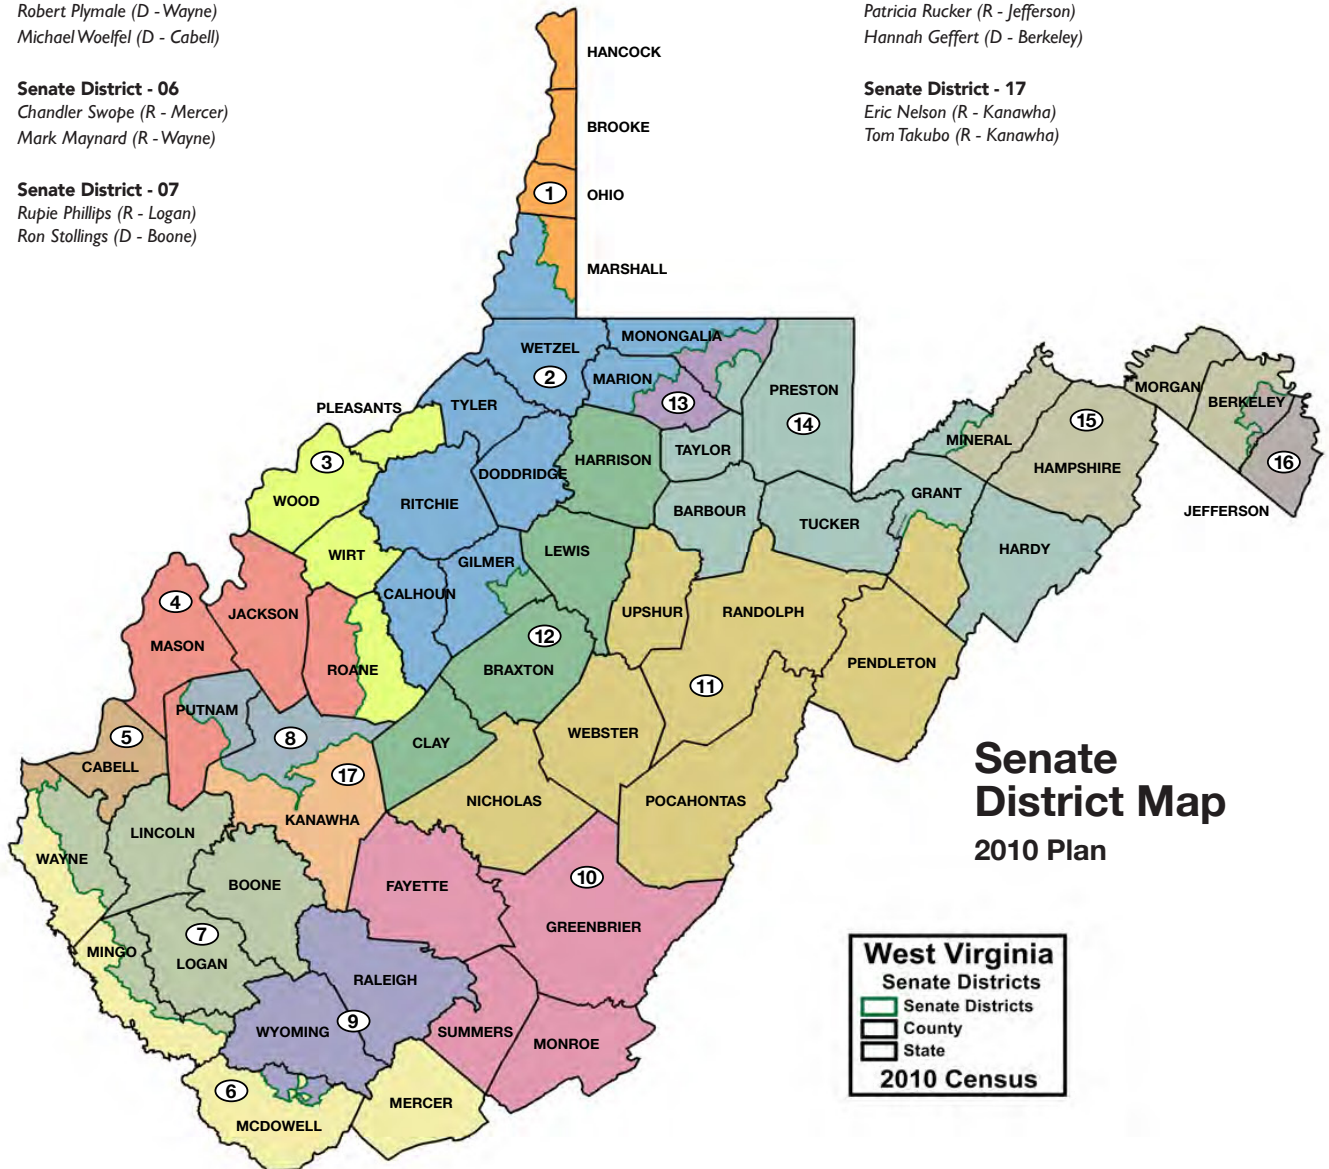 Robert Plymale (D - Wayne)
Michael Woelfel (D - Cabell)
Senate District - 06
Chandler Swope (R - Mercer)
Mark Maynard (R - Wayne)
Senate District - 07
Rupie Phillips (R - Logan)
Ron Stollings (D - Boone)
Patricia Rucker (R - Jefferson)
Hannah Geffert (D - Berkeley)
Senate District - 17
Eric Nelson (R - Kanawha)
Tom Takubo (R - Kanawha)
HANCOCK
BROOKE
1
OHIO
MARSHALL
MONONGALIA
WETZEL
2
MARION
13
PRESTON
14
TYLER
PLEASANTS
3
WOOD
RITCHIE
DODDRIDGE
HARRISON
TAYLOR
MINERAL
15
HAMPSHIRE
MORGAN
BERKELEY
16
JEFFERSON
GRANT
HARDY
BARBOUR
TUCKER
WIRT
GILMER
LEWIS
CALHOUN
4
JACKSON
MASON
ROANE
12
BRAXTON
UPSHUR
RANDOLPH
11
PENDLETON
PUTNAM
8
5
CABELL
17
KANAWHA
CLAY
WEBSTER
NICHOLAS
POCAHONTAS
LINCOLN
WAYNE
BOONE
FAYETTE
10
GREENBRIER
MINGO
7
LOGAN
RALEIGH
WYOMING
9
SUMMERS
MONROE
6
MCDOWELL
MERCER
Senate
District Map
2010 Plan
West Virginia
Senate Districts
Senate Districts
County
State
2010 Census